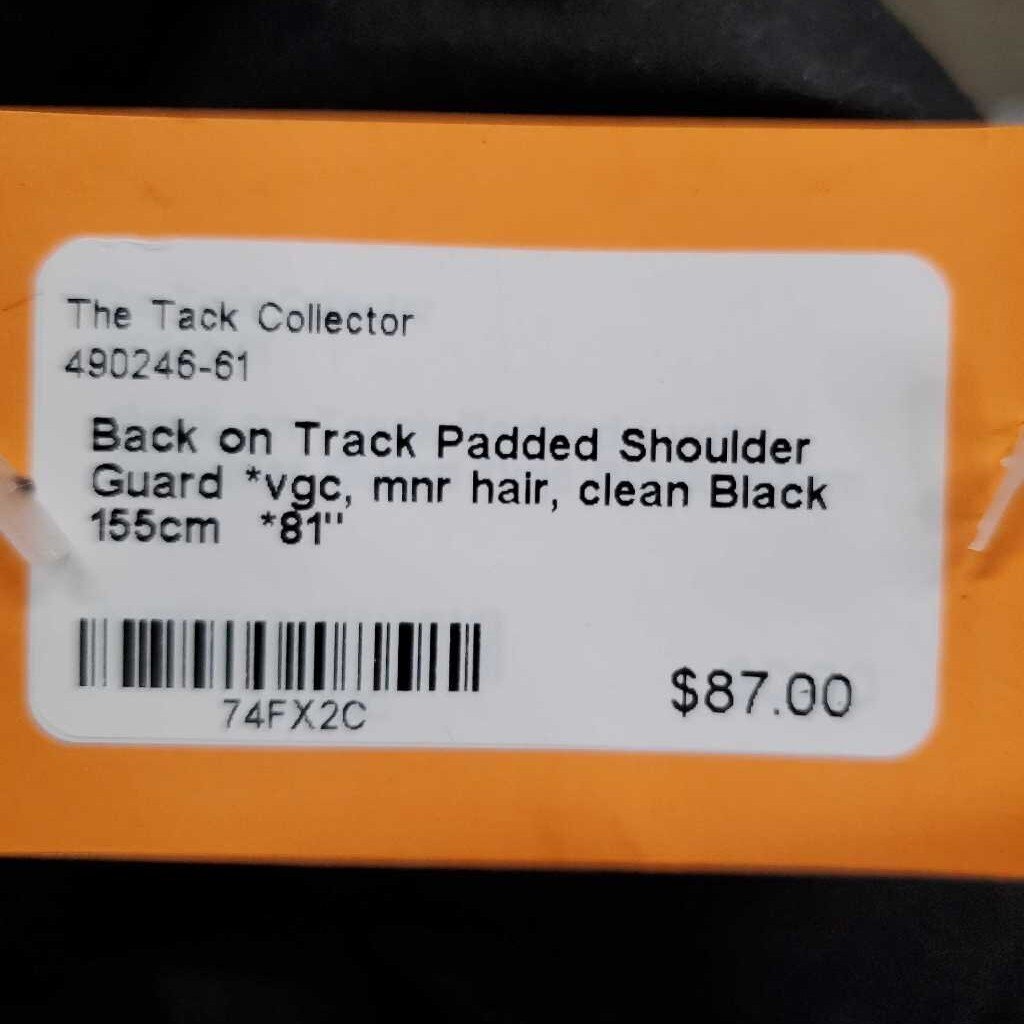 The Tack Collector
490246-61
Back on Track Padded Shoulder
Guard *vgc, mnr hair, clean Black
155cm *81"
74FX2C
$87.00